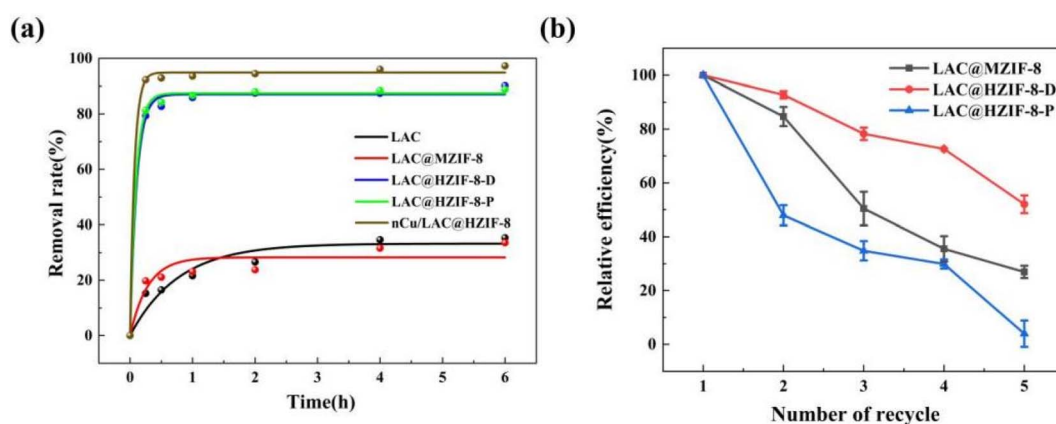 (a)
Removal rate(%)
100
80
60
40
20
0
LAC
LAC@MZIF-8
LAC@HZIF-8-D
LAC@HZIF-8-P
nCu/LAC@HZIF-8
0 1 2 3 4 5 6
Time(h)
(b)
Relative efficiency(%)
100
80
60
40
20
0
LAC@MZIF-8
LAC@HZIF-8-D
LAC@HZIF-8-P
1 2 3 4 5
Number of recycle